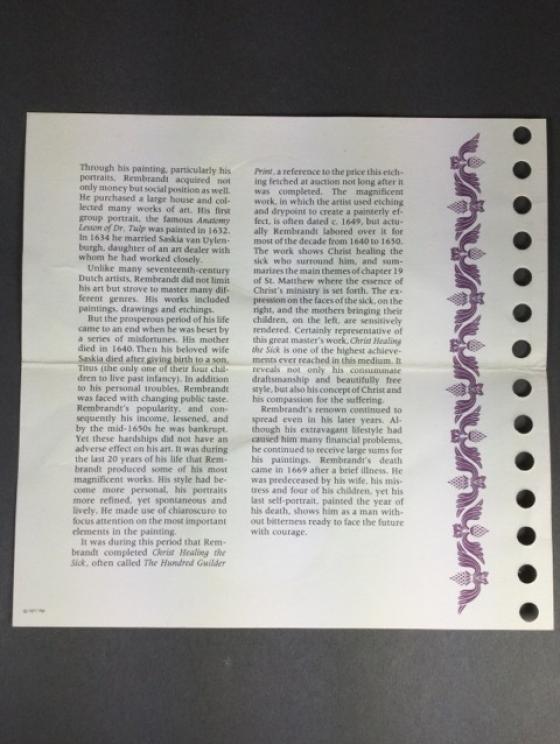 Through his painting, particularly his
portraits, Rembrandt acquired not
only money but social position as well.
He purchased a large house and col-
lected many works of art. His first
group portrait, the famous Anatomy
Lesson of Dr. Tulp was painted in 1632.
In 1634 he married Saskia van Dylen-
burgh, daughter of an art dealer with
whom he had worked closely.
Unlike many seventeenth-century
Dutch artists, Rembrandt did not limit
his art but strove to master many dif-
ferent genres. His works included
paintings, drawings and etchings.
But the prosperous period of his life
came to an end when he was beset by
a series of misfortunes. His mother
died in 1640. Then his beloved wife
Saskia died after giving birth to a son,
Titus (the only one of their four chil-
dren to live past infancy). In addition
to his personal troubles, Rembrandt
was faced with changing public taste.
Rembrandt's popularity, and con-
sequently his income, lessened, and
by the mid-1650s he was bankrupt.
Yet these hardships did not have an
adverse effect on his art. It was during
the last 20 years of his life that Rem-
brandt produced some of his most
magnificent works. His style had be-
come more personal, his portraits
more refined, yet spontaneous and
lively. He made use of chiaroscuro to
focus attention on the most important
elements in the painting.
It was during this period that Rem-
brandt completed Christ Healing the
Sick, often called The Hundred Guilder
Print, a reference to the price this etch-
ing fetched at auction not long after it
was completed. The magnificent
work, in which the artist used etching
and drypoint to create a painterly ef-
fect, is often dated c. 1649, but actu-
ally Rembrandt labored over it for
most of the decade from 1640 to 1650.
The work shows Christ healing the
sick who surround him, and sum-
marizes the main themes of chapter 19
of St. Matthew where the essence of
Christ's ministry is set forth. The ex-
pression on the faces of the sick, on the
right, and the mothers bringing their
children, on the left, are sensitively
rendered. Certainly representative of
this great master's work, Christ Healing
the Sick is one of the highest achieve-
ments ever reached in this medium. It
reveals not only his consummate
draftsmanship and beautifully free
style, but also his concept of Christ and
his compassion for the suffering.
Rembrandt's renown continued to
spread even in his later years. Al-
though his extravagant lifestyle had
caused him many financial problems,
he continued to receive large sums for
his paintings. Rembrandt's death
came in 1669 after a brief illness. He
was predeceased by his wife, his mis-
tress and four of his children, yet his
last self-portrait, painted the year of
his death, shows him as a man with-
out bitterness ready to face the future
with courage.